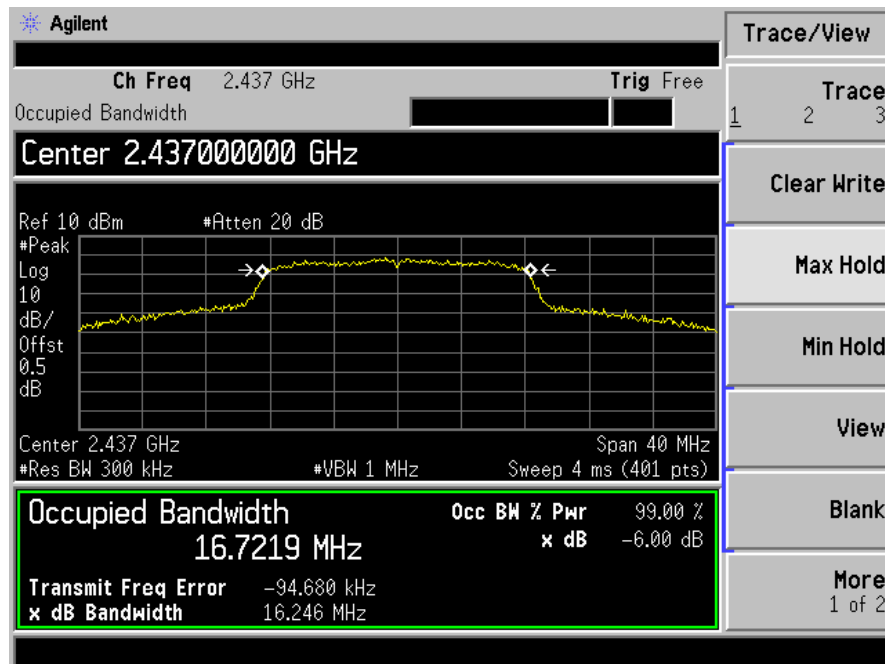 Agilent
Trace/View
Ch Freq 2.437 GHz Trig Free
Occupied Bandwidth
Center 2.437000000 GHz
Ref 10 dBm #Atten 20 dB
#Peak
Log
10
dB/
Offst
0.5
dB
Center 2.437 GHz Span 40 MHz
#Res BW 300 kHz #VBW 1 MHz Sweep 4 ms (401 pts)
Occupied Bandwidth
16.7219 MHz
Occ BW % Pwr 99.00 %
x dB -6.00 dB
Transmit Freq Error -94.680 kHz
x dB Bandwidth 16.246 MHz
Trace
1 2 3
Clear Write
Max Hold
Min Hold
View
Blank
More
1 of 2